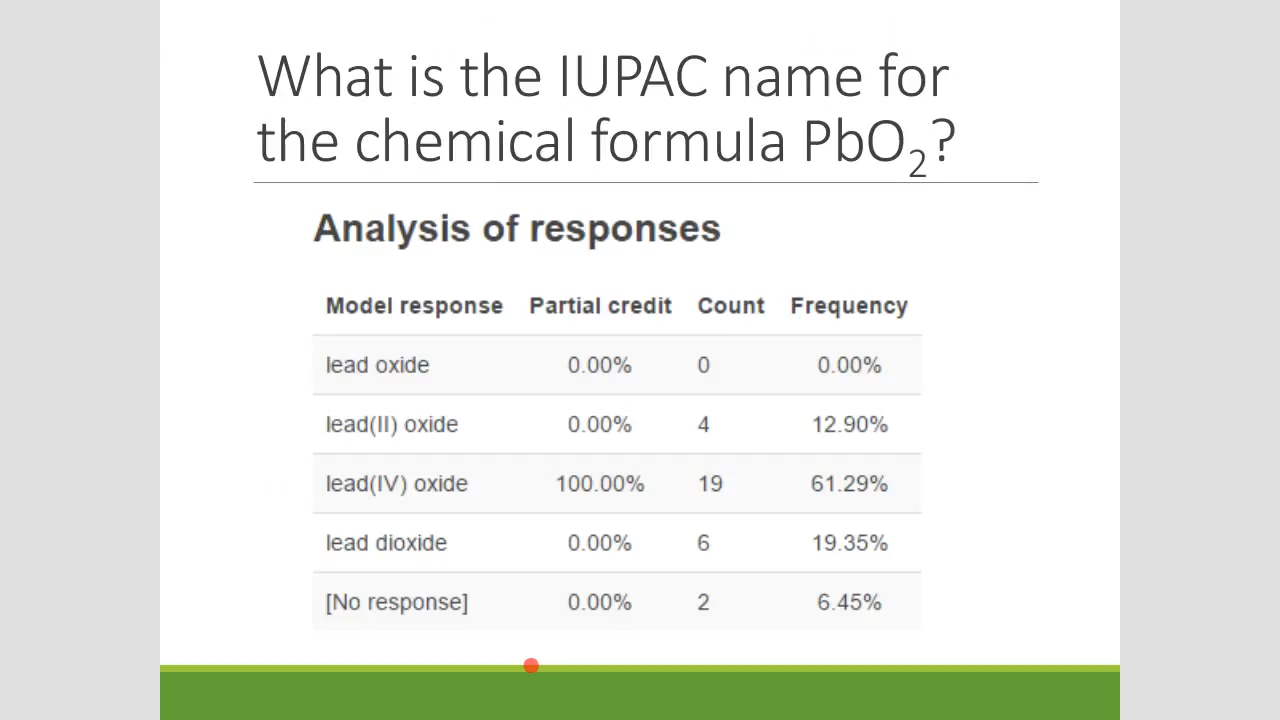 What is the IUPAC name for
the chemical formula PbO₂?
Analysis of responses
Model response Partial credit Count Frequency
lead oxide 0.00% 0 0.00%
lead(II) oxide 0.00% 4 12.90%
lead(IV) oxide 100.00% 19 61.29%
lead dioxide 0.00% 6 19.35%
[No response] 0.00% 2 6.45%